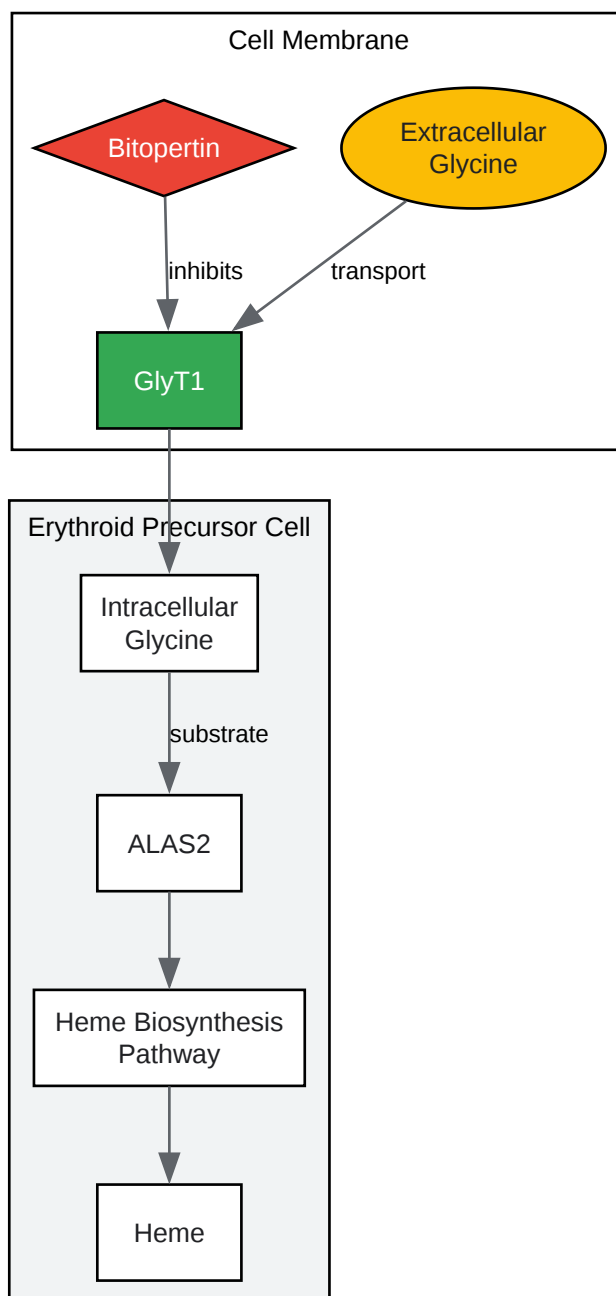 Cell Membrane
Bitopertin
Extracellular
Glycine
inhibits
transport
GlyT1
Erythroid Precursor Cell
Intracellular
Glycine
substrate
ALAS2
Heme Biosynthesis
Pathway
Heme